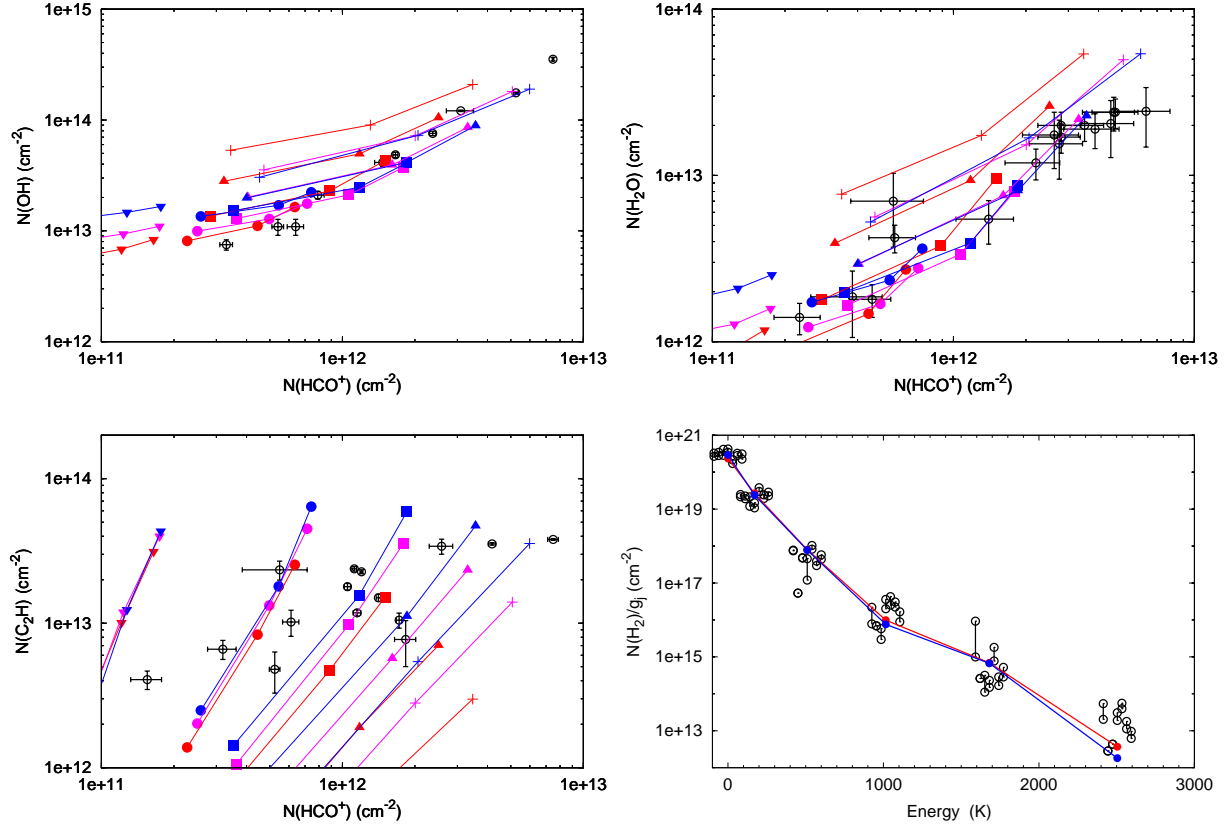 1e+15
1e+14
1e+13
1e+12
N(OH) (cm-2)
1e+11 1e+12 1e+13
N(HCO+) (cm-2)
1e+14
1e+13
1e+12
N(H2O) (cm-2)
1e+11 1e+12 1e+13
N(HCO+) (cm-2)
1e+14
1e+13
1e+12
N(C2H) (cm-2)
1e+11 1e+12 1e+13
N(HCO+) (cm-2)
1e+21
1e+19
1e+17
1e+15
1e+13
N(H2)/gj (cm-2)
0 1000 2000 3000
Energy (K)